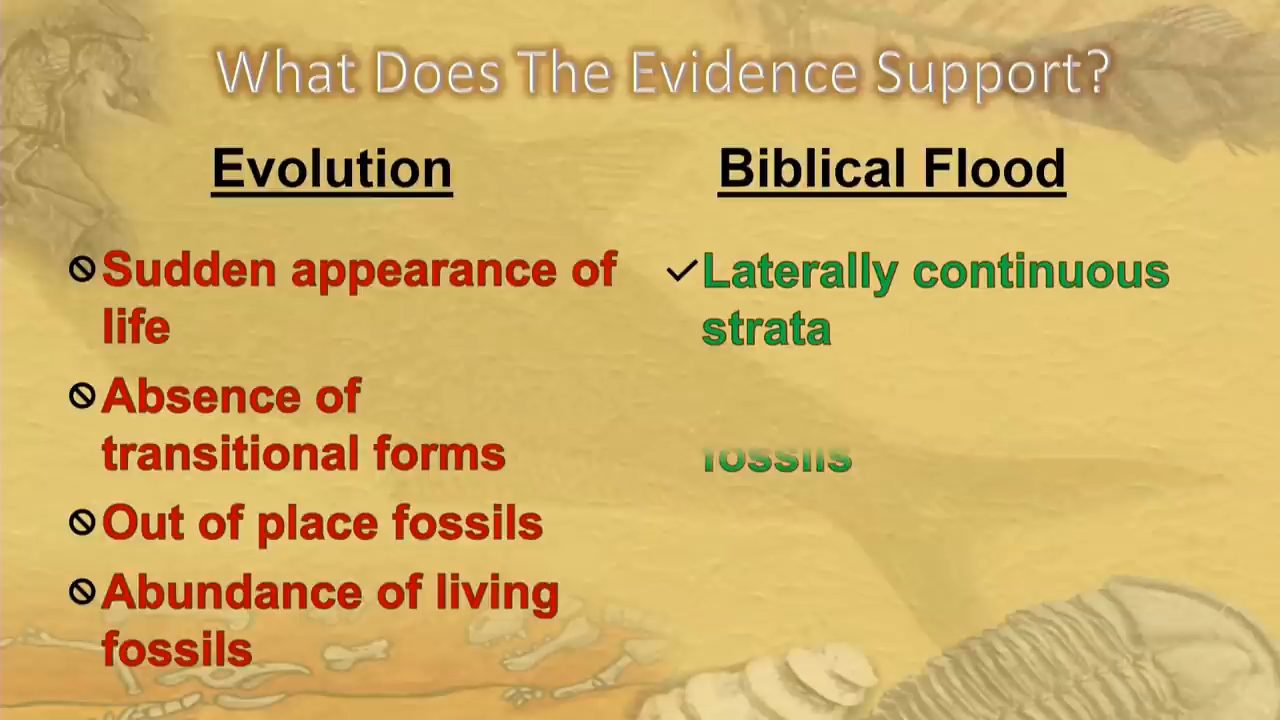 What Does The Evidence Support?
Evolution
Sudden appearance of
life
Absence of
transitional forms
Out of place fossils
Abundance of living
fossils
Biblical Flood
Laterally continuous
strata
fossils